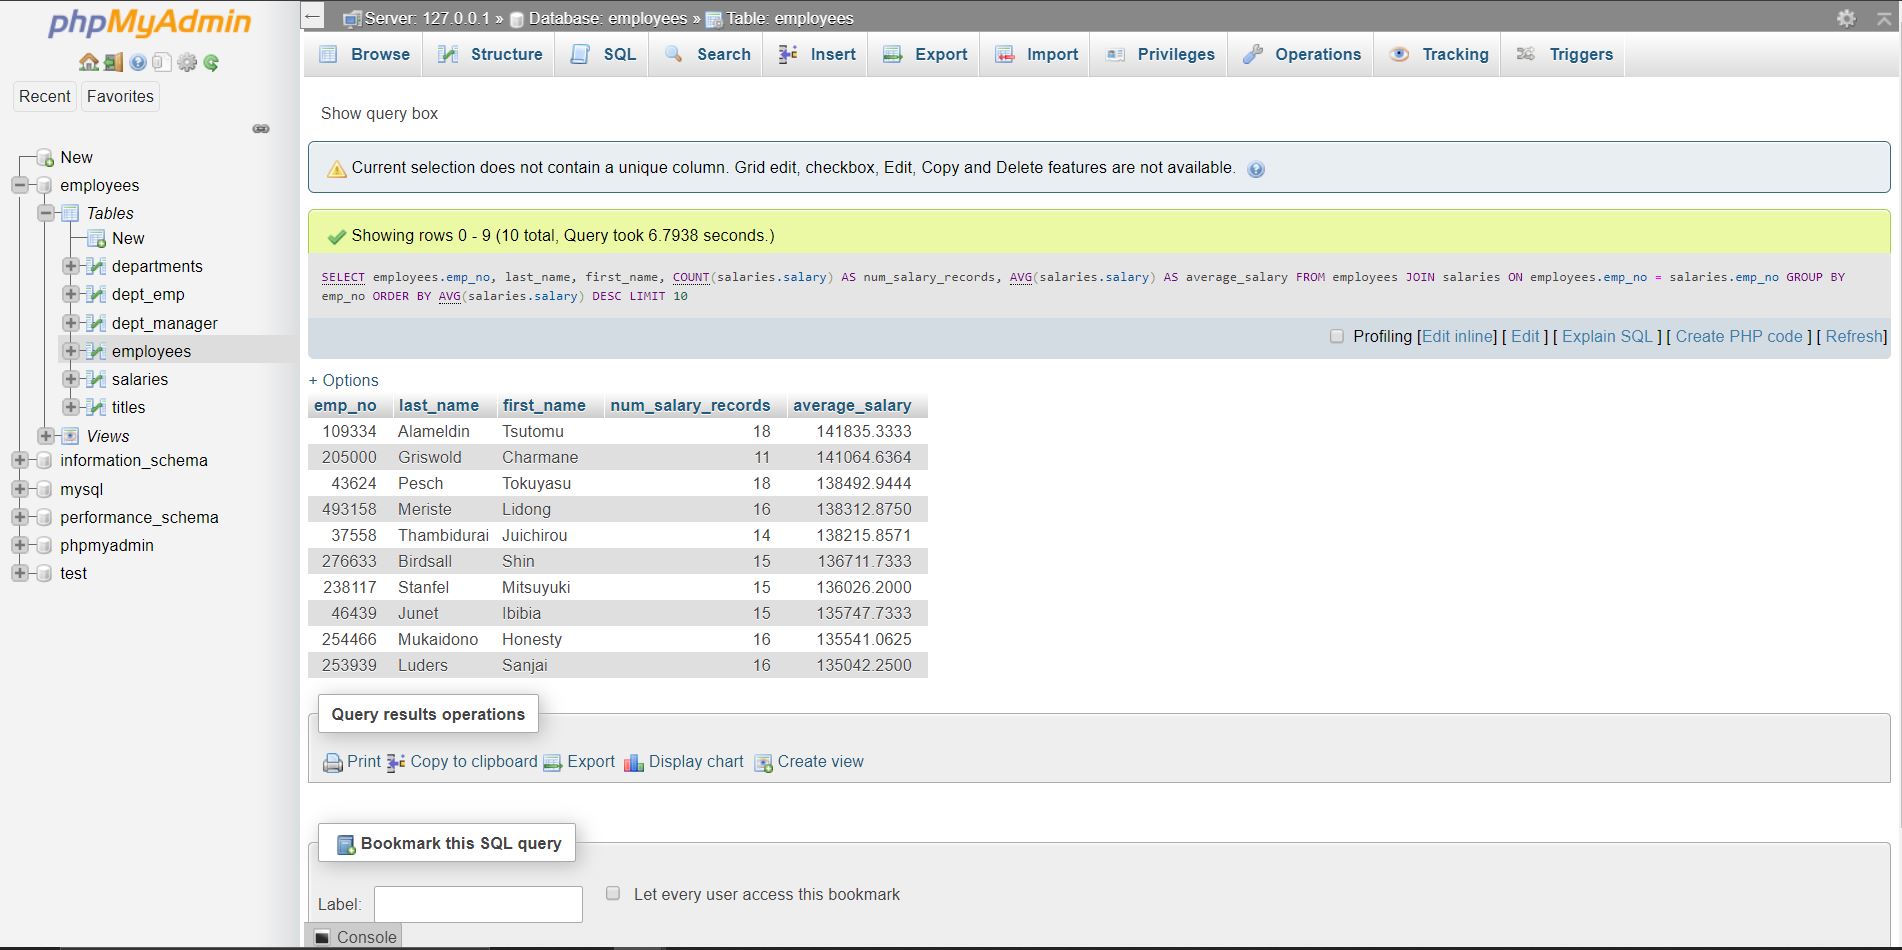 phpMyAdmin
Recent Favorites
New
employees
Tables
New
departments
dept_emp
dept_manager
employees
salaries
titles
Views
information_schema
mysql
performance_schema
phpmyadmin
test
Server: 127.0.0.1 » Database: employees » Table: employees
Browse Structure SQL Search Insert Export Import Privileges Operations Tracking Triggers
Show query box
Current selection does not contain a unique column. Grid edit, checkbox, Edit, Copy and Delete features are not available.
Showing rows 0 - 9 (10 total, Query took 6.7938 seconds.)
SELECT employees.emp_no, last_name, first_name, COUNT(salaries.salary) AS num_salary_records, AVG(salaries.salary) AS average_salary FROM employees JOIN salaries ON employees.emp_no = salaries.emp_no GROUP BY
emp_no ORDER BY AVG(salaries.salary) DESC LIMIT 10
Profiling [Edit inline] [ Edit ] [ Explain SQL ] [ Create PHP code ] [ Refresh]
+ Options
emp_no last_name first_name num_salary_records average_salary
109334 Alameldin Tsutomu 18 141835.3333
205000 Griswold Charmane 11 141064.6364
43624 Pesch Tokuyasu 18 138492.9444
493158 Meriste Lidong 16 138312.8750
37558 Thambidurai Juichirou 14 138215.8571
276633 Birdsall Shin 15 136711.7333
238117 Stanfel Mitsuyuki 15 136026.2000
46439 Junet Ibibia 15 135747.7333
254466 Mukaidono Honesty 16 135541.0625
253939 Luders Sanjai 16 135042.2500
Query results operations
Print Copy to clipboard Export Display chart Create view
Bookmark this SQL query
Label: Let every user access this bookmark
Console